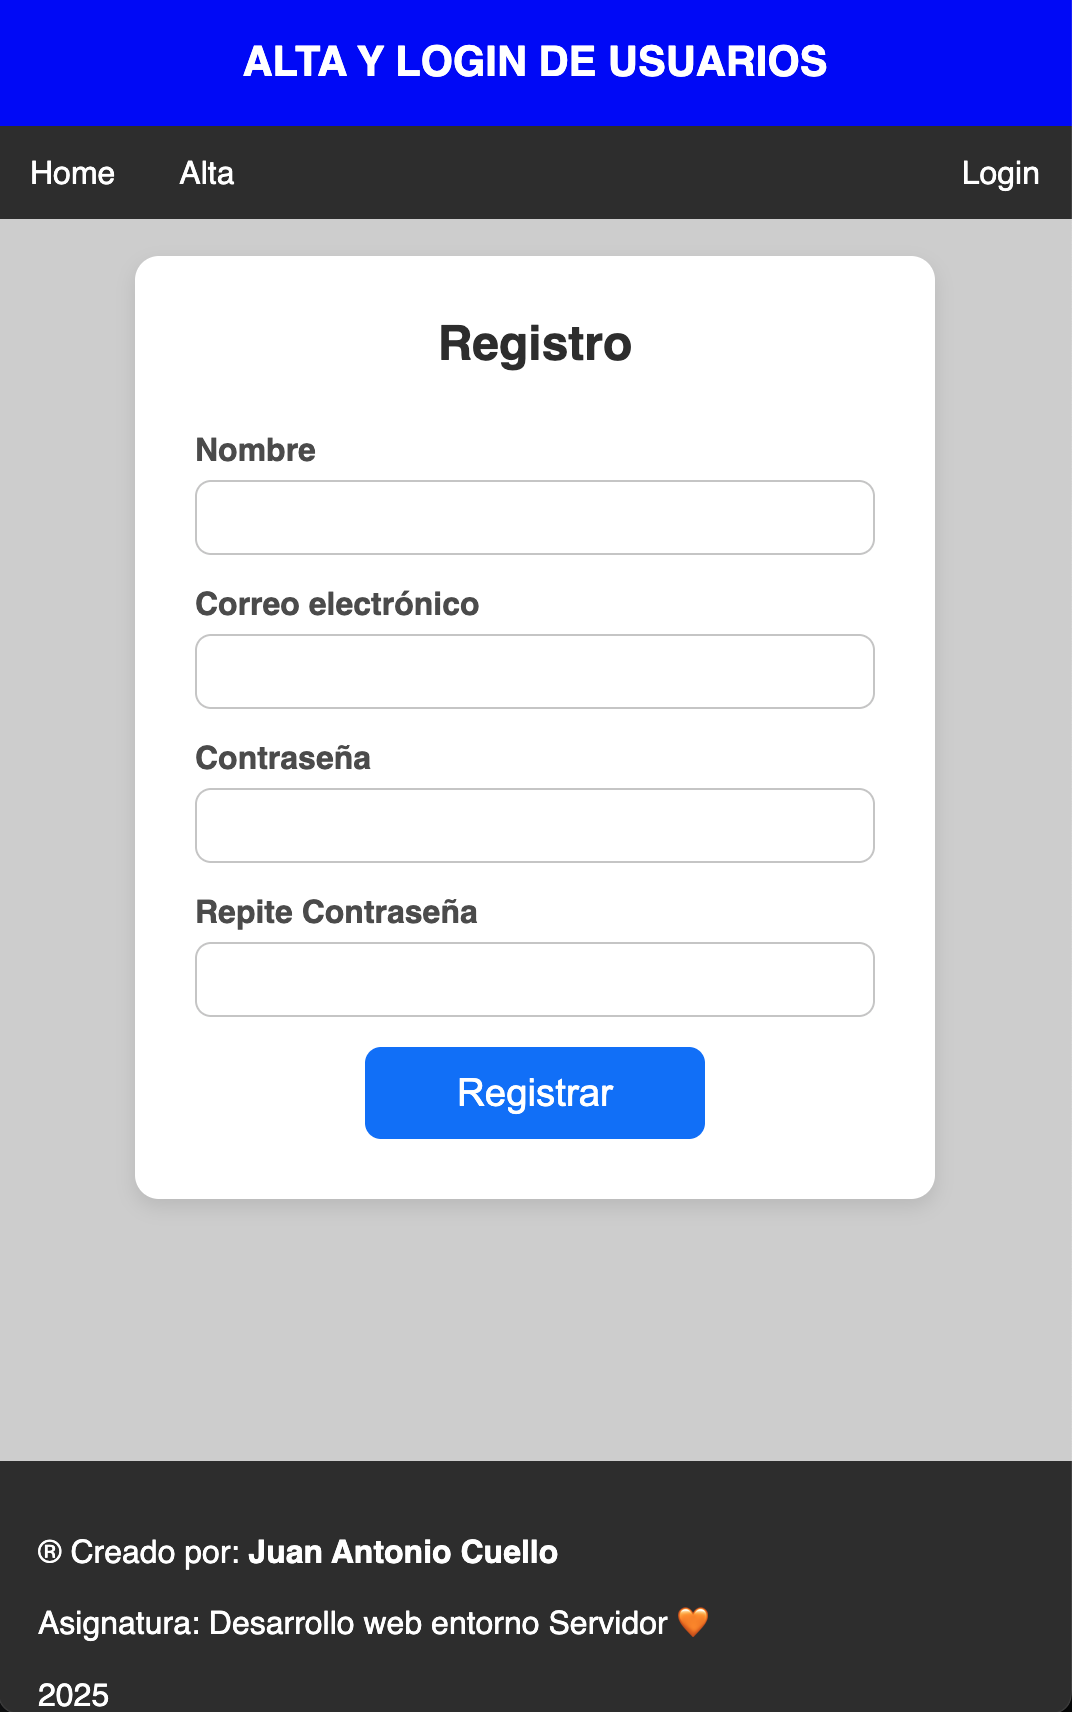 ALTA Y LOGIN DE USUARIOS
Home Alta Login
Registro
Nombre
Correo electrónico
Contraseña
Repite Contraseña
Registrar
® Creado por: Juan Antonio Cuello
Asignatura: Desarrollo web entorno Servidor 🧡
2025